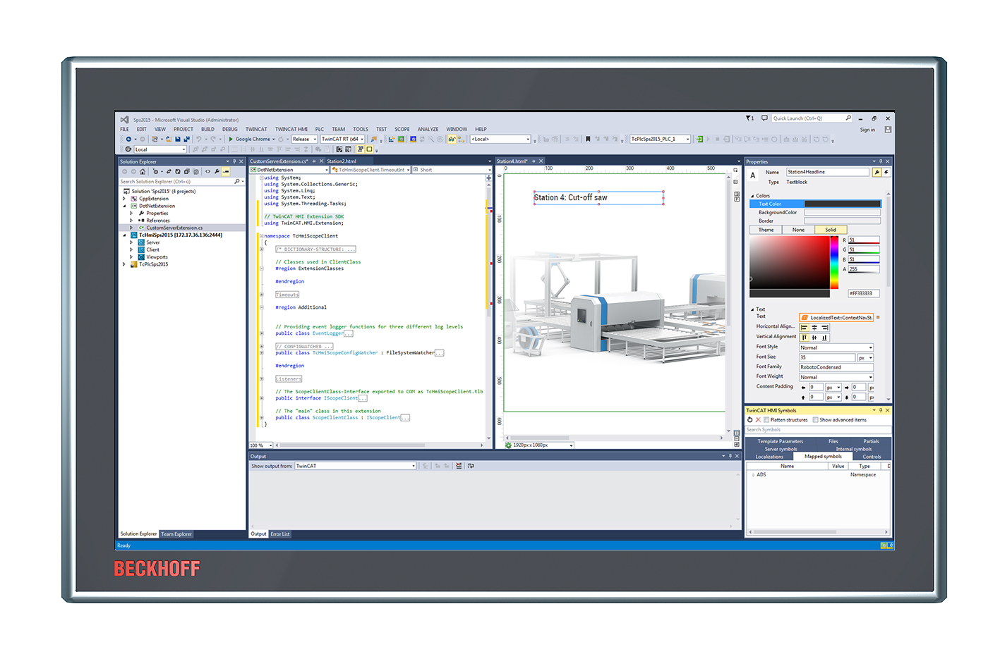 Sps2015 - Microsoft Visual Studio (Administrator)
1
Quick Launch (Ctrl+Q)
FILE EDIT VIEW PROJECT BUILD DEBUG TWINCAT TWINCAT HMI PLC TEAM TOOLS TEST SCOPE ANALYZE WINDOW HELP
Sign in
Google Chrome Release TwinCAT RT (x64 <Local> TcPlcSps2015_PLC_1
Local
Solution Explorer
Search Solution Explorer (Ctrl+ü)
Solution 'Sps2015' (4 projects)
CppExtension
DotNetExtension
Properties
References
CustomServerExtension.cs
TcHmiSps2015 [172.17.36.136:2444]
Server
Client
Viewports
TcPlcSps2015
Solution Explorer Team Explorer
CustomServerExtension.cs* Station2.html
DotNetExtension TcHmiScopeClient.TimeoutInt Short
using System;
using System.Collections.Generic;
using System.Linq;
using System.Text;
using System.Threading.Tasks;
// TwinCAT HMI Extension SDK
using TwinCAT.HMI.Extension;
namespace TcHmiScopeClient
{
/* DICTIONARY-STRUCTURE: ...
// Classes used in ClientClass
#region ExtensionClasses
#endregion
Timeouts
#region Additional
// Providing event logger functions for three different log levels
public class EventLogger...
// CONFIGWATCHER ...
public class TcHmiScopeConfigWatcher : FileSystemWatcher...
#endregion
Listeners
// The ScopeClientClass-Interface exported to COM as TcHmiScopeClient.tlb
public interface IScopeClient...
// The "main" class in this extension
public class ScopeClientClass : IScopeClient...
}
100 %
Station4.html*
0 100 200 300 400 500
0
100
200
300
400
500
600
Station 4: Cut-off saw
1920px x 1080px
Output
Show output from: TwinCAT
Output Error List
Properties
A
Name Station4Headline
Type Textblock
Colors
Text Color
BackgroundColor
Border
Theme None Solid
R 51
G 51
B 51
A 255
#FF333333
Text
Text LocalizedText::ContextNavSt
Horizontal Align...
Vertical Alignment
Font Style Normal
Font Size 35 px
Font Family RobotoCondensed
Font Weight Normal
Content Padding 0 px 0 p
0 px 0 p
TwinCAT HMI Symbols
Flatten structures Show advanced items
Search Symbols
Template Parameters Files Partials
Server symbols Internal symbols
Localizations Mapped symbols Controls
Name Value Type D
ADS Namespace
Ready
BECKHOFF